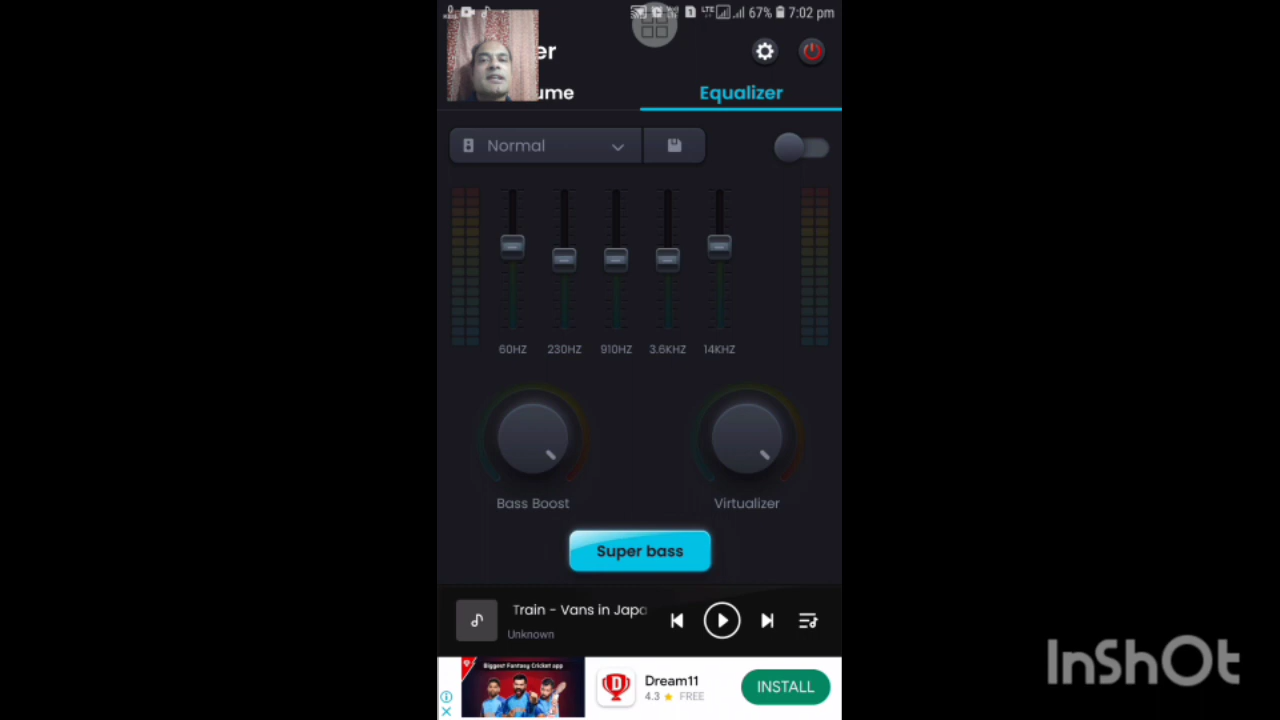 0
67% 7:02 pm
er
ume
Equalizer
Normal
60HZ 230HZ 910HZ 3.6KHZ 14KHZ
Bass Boost
Virtualizer
Super bass
Train - Vans in Japa
Unknown
Biggest Fantasy Cricket app
Dream11
4.3 ★ FREE
INSTALL
InShOt